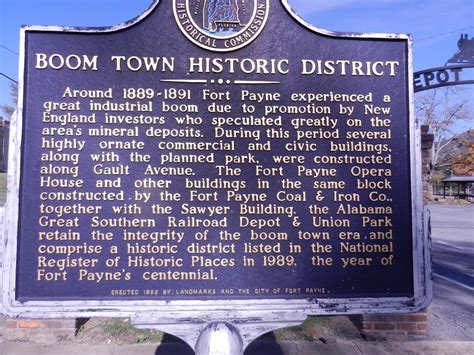 HISTORICAL
COMMISSION
BOOM TOWN HISTORIC DISTRICT
Around 1889-1891 Fort Payne experienced a
great industrial boom due to promotion by New
England investors who speculated greatly on the
area's mineral deposits. During this period several
highly ornate commercial and civic buildings,
along with the planned park, were constructed
along Gault Avenue. The Fort Payne Opera
House and other buildings in the same block
constructed by the Fort Payne Coal & Iron Co.,
together with the Sawyer Building, the Alabama
Great Southern Railroad Depot & Union Park
retain the integrity of the boom town era and
comprise a historic district listed in the National
Register of Historic Places in 1989, the year of
Fort Payne's centennial.
ERECTED 1989 BY: LANDMARKS AND THE CITY OF FORT PAYNE.
EPOT